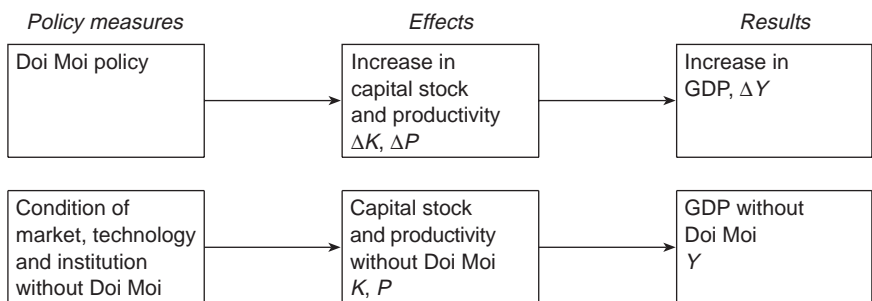 Policy measures
Effects
Results
Doi Moi policy
Increase in
capital stock
and productivity
ΔK, ΔP
Increase in
GDP, ΔY
Condition of
market, technology
and institution
without Doi Moi
Capital stock
and productivity
without Doi Moi
K, P
GDP without
Doi Moi
Y